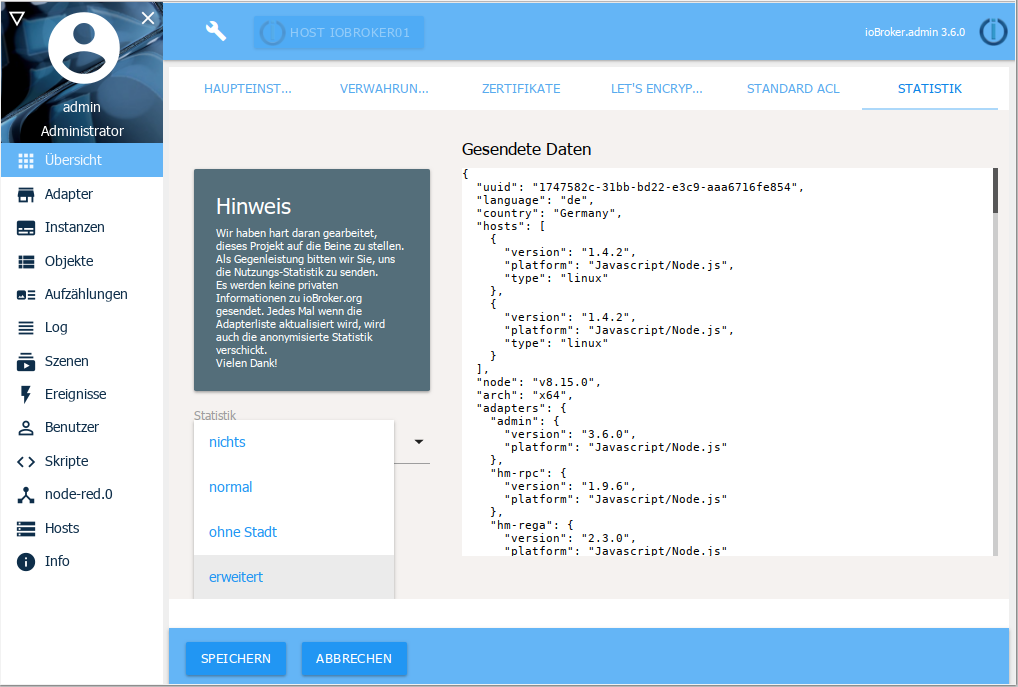 HOST IOBROKER01
ioBroker.admin 3.6.0
admin
Administrator
Übersicht
Adapter
Instanzen
Objekte
Aufzählungen
Log
Szenen
Ereignisse
Benutzer
Skripte
node-red.0
Hosts
Info
HAUPTEINST...
VERWAHRUN...
ZERTIFIKATE
LET'S ENCRYP...
STANDARD ACL
STATISTIK
Hinweis
Wir haben hart daran gearbeitet,
dieses Projekt auf die Beine zu stellen.
Als Gegenleistung bitten wir Sie, uns
die Nutzungs-Statistik zu senden.
Es werden keine privaten
Informationen zu ioBroker.org
gesendet. Jedes Mal wenn die
Adapterliste aktualisiert wird, wird
auch die anonymisierte Statistik
verschickt.
Vielen Dank!
Statistik
nichts
normal
ohne Stadt
erweitert
Gesendete Daten
{
"uuid": "1747582c-31bb-bd22-e3c9-aaa6716fe854",
"language": "de",
"country": "Germany",
"hosts": [
{
"version": "1.4.2",
"platform": "Javascript/Node.js",
"type": "linux"
},
{
"version": "1.4.2",
"platform": "Javascript/Node.js",
"type": "linux"
}
],
"node": "v8.15.0",
"arch": "x64",
"adapters": {
"admin": {
"version": "3.6.0",
"platform": "Javascript/Node.js"
},
"hm-rpc": {
"version": "1.9.6",
"platform": "Javascript/Node.js"
},
"hm-rega": {
"version": "2.3.0",
"platform": "Javascript/Node.js"
SPEICHERN
ABBRECHEN